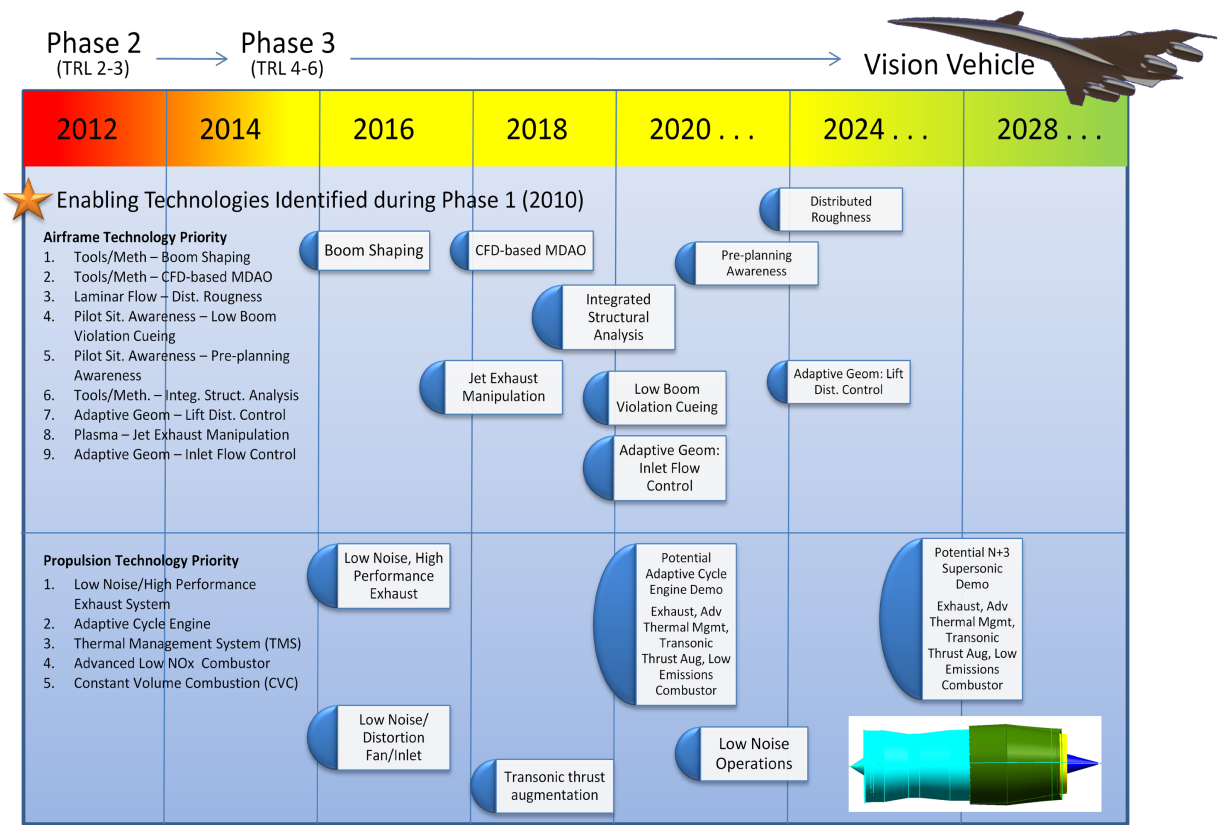 Phase 2
(TRL 2-3)
Phase 3
(TRL 4-6)
Vision Vehicle
2012
2014
2016
2018
2020 . . .
2024 . . .
2028 . . .
Enabling Technologies Identified during Phase 1 (2010)
Airframe Technology Priority
1. Tools/Meth – Boom Shaping
2. Tools/Meth – CFD-based MDAO
3. Laminar Flow – Dist. Rougness
4. Pilot Sit. Awareness – Low Boom
Violation Cueing
5. Pilot Sit. Awareness – Pre-planning
Awareness
6. Tools/Meth. – Integ. Struct. Analysis
7. Adaptive Geom – Lift Dist. Control
8. Plasma – Jet Exhaust Manipulation
9. Adaptive Geom – Inlet Flow Control
Boom Shaping
CFD-based MDAO
Distributed
Roughness
Pre-planning
Awareness
Integrated
Structural
Analysis
Jet Exhaust
Manipulation
Low Boom
Violation Cueing
Adaptive Geom: Lift
Dist. Control
Adaptive Geom:
Inlet Flow
Control
Propulsion Technology Priority
1. Low Noise/High Performance
Exhaust System
2. Adaptive Cycle Engine
3. Thermal Management System (TMS)
4. Advanced Low NOx Combustor
5. Constant Volume Combustion (CVC)
Low Noise, High
Performance
Exhaust
Potential
Adaptive Cycle
Engine Demo
Exhaust, Adv
Thermal Mgmt,
Transonic
Thrust Aug, Low
Emissions
Combustor
Potential N+3
Supersonic
Demo
Exhaust, Adv
Thermal Mgmt,
Transonic
Thrust Aug, Low
Emissions
Combustor
Low Noise/
Distortion
Fan/Inlet
Transonic thrust
augmentation
Low Noise
Operations